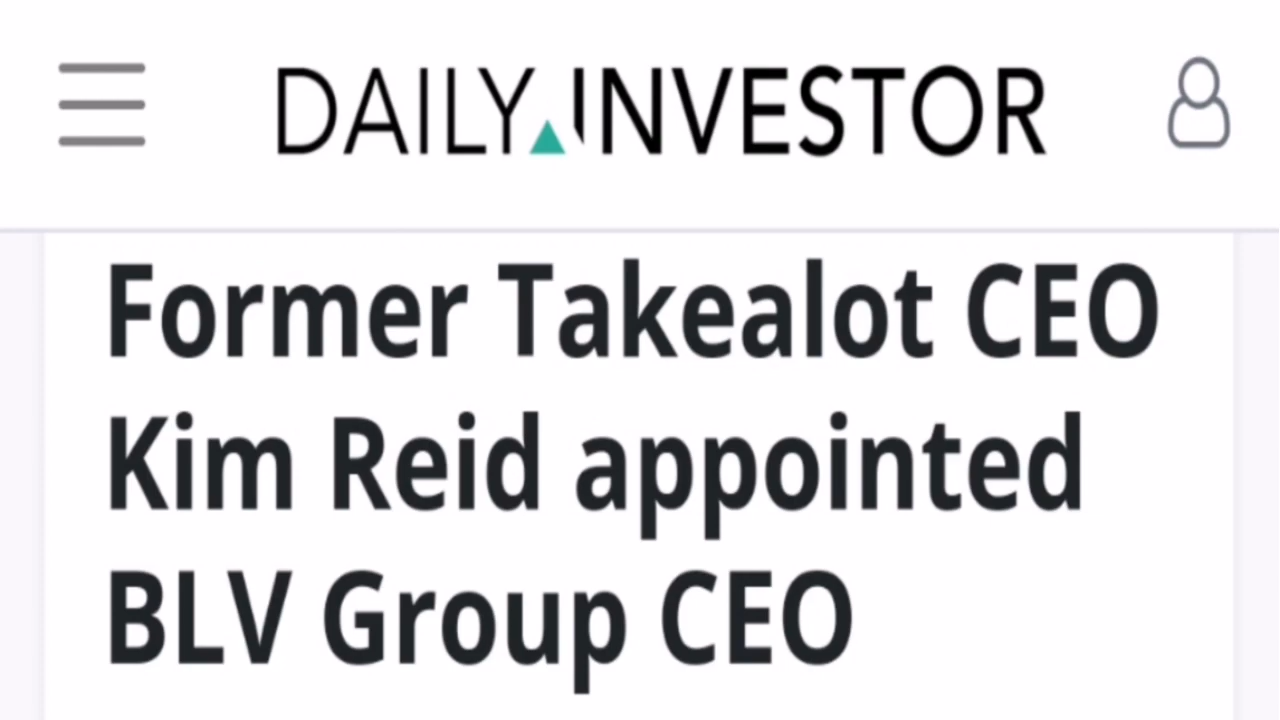 DAILY INVESTOR
Former Takealot CEO
Kim Reid appointed
BLV Group CEO